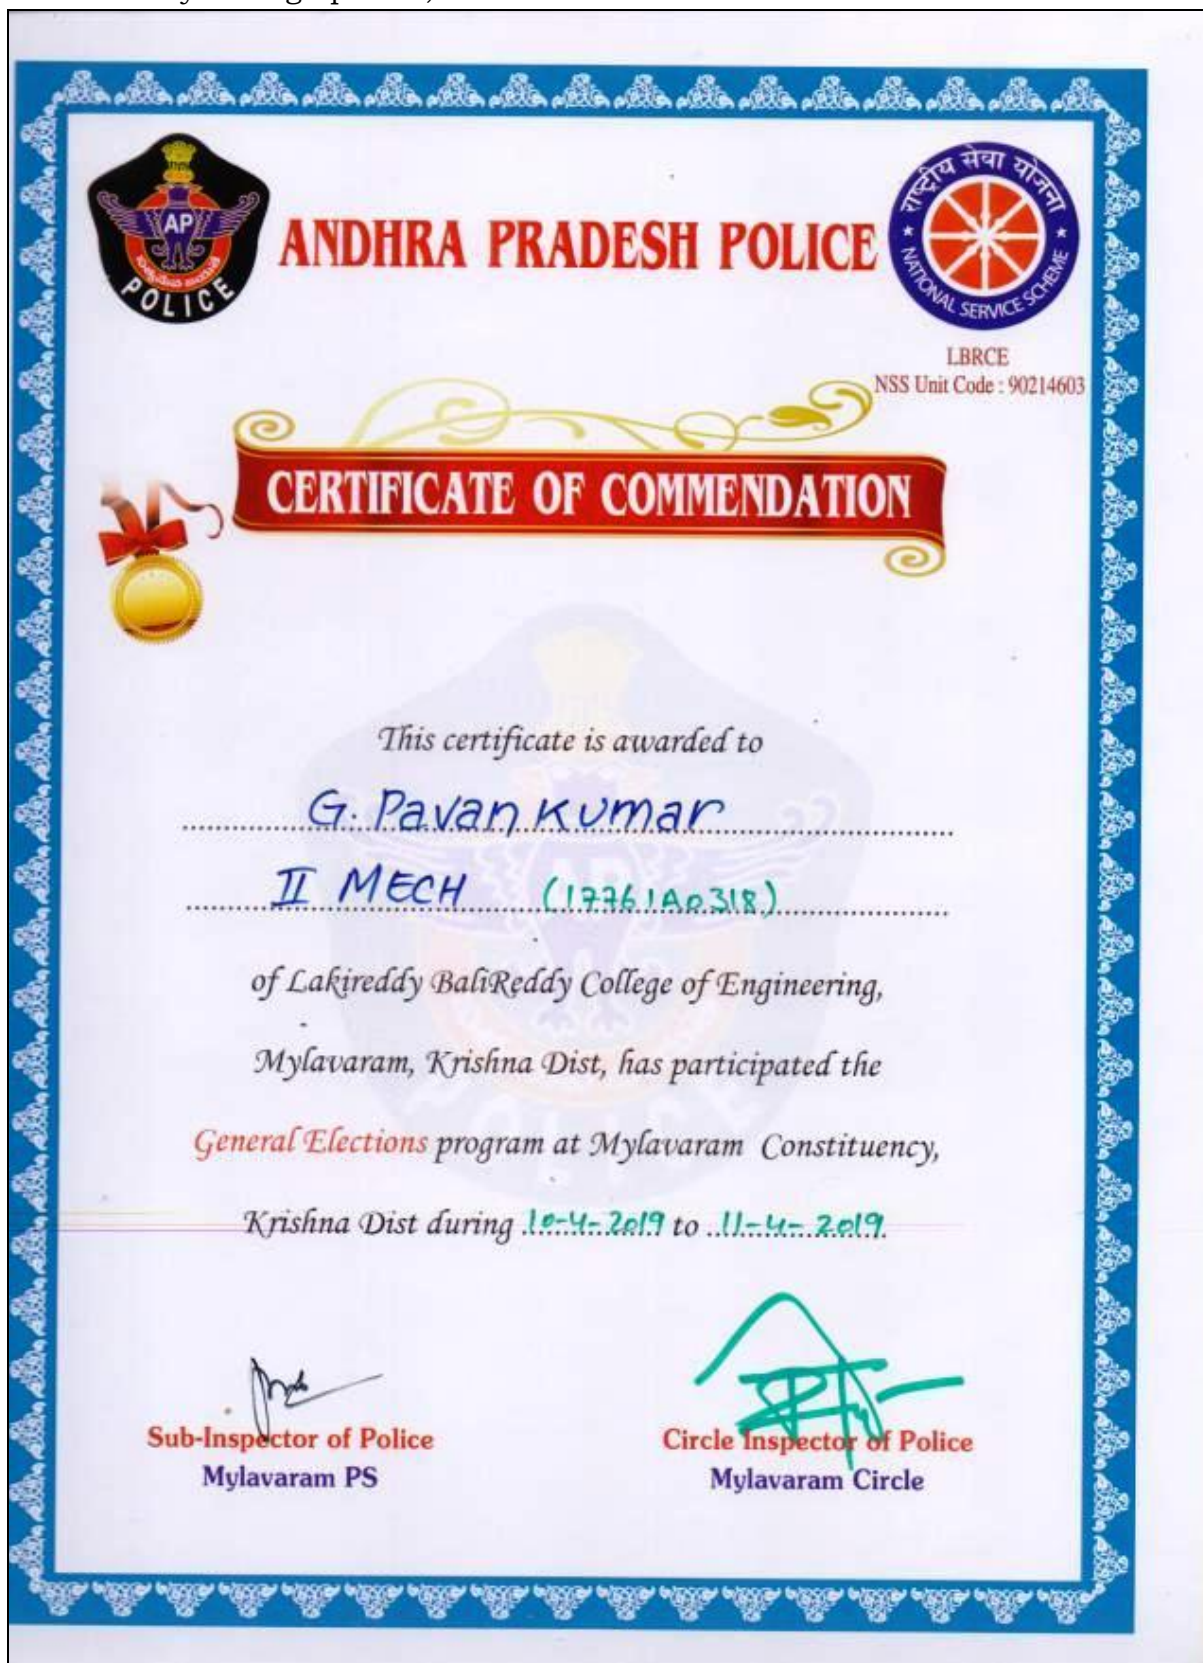 AP
POLICE
ANDHRA PRADESH POLICE
राष्ट्रीय सेवा योजना
NATIONAL SERVICE SCHEME
LBRCE
NSS Unit Code : 90214603
CERTIFICATE OF COMMENDATION
This certificate is awarded to
G. Pavan Kumar
II MECH (17761A0318)
of Lakireddy BaliReddy College of Engineering,
Mylavaram, Krishna Dist, has participated the
General Elections program at Mylavaram Constituency,
Krishna Dist during 10-4-2019 to 11-4-2019
Sub-Inspector of Police
Mylavaram PS
Circle Inspector of Police
Mylavaram Circle